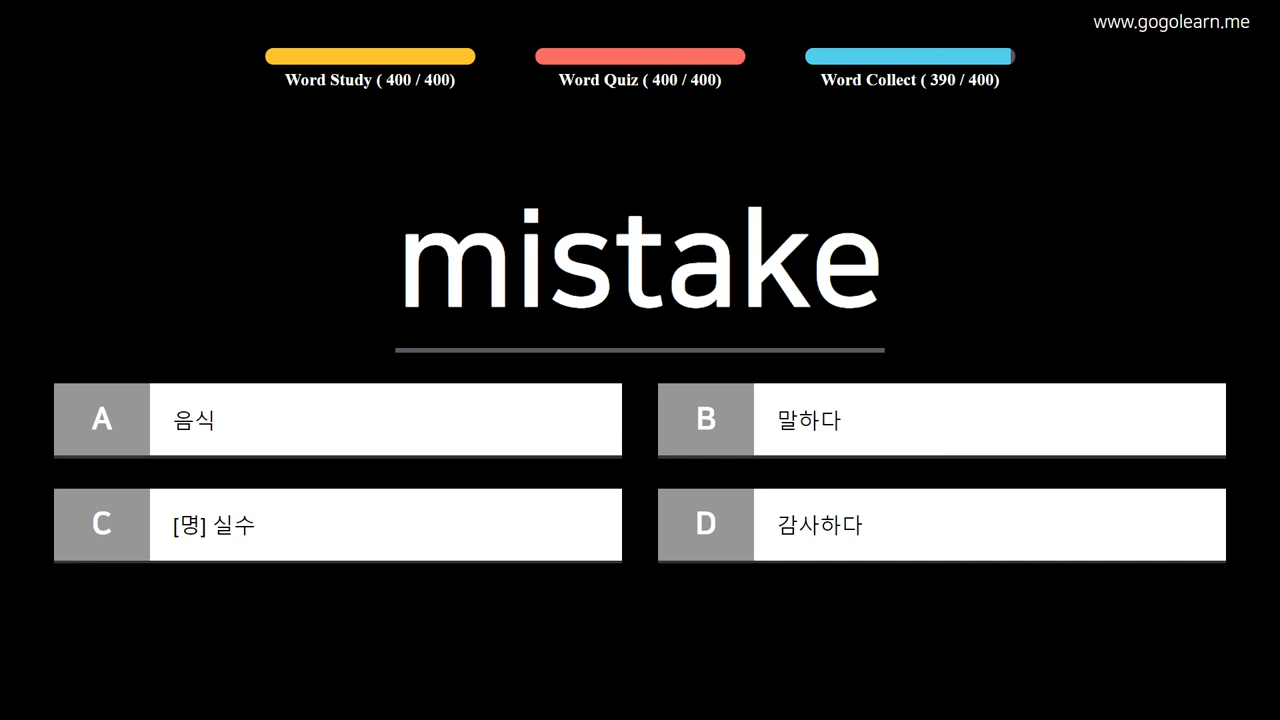 www.gogolearn.me
Word Study ( 400 / 400)
Word Quiz ( 400 / 400)
Word Collect ( 390 / 400)
mistake
A 음식
B 말하다
C [명] 실수
D 감사하다